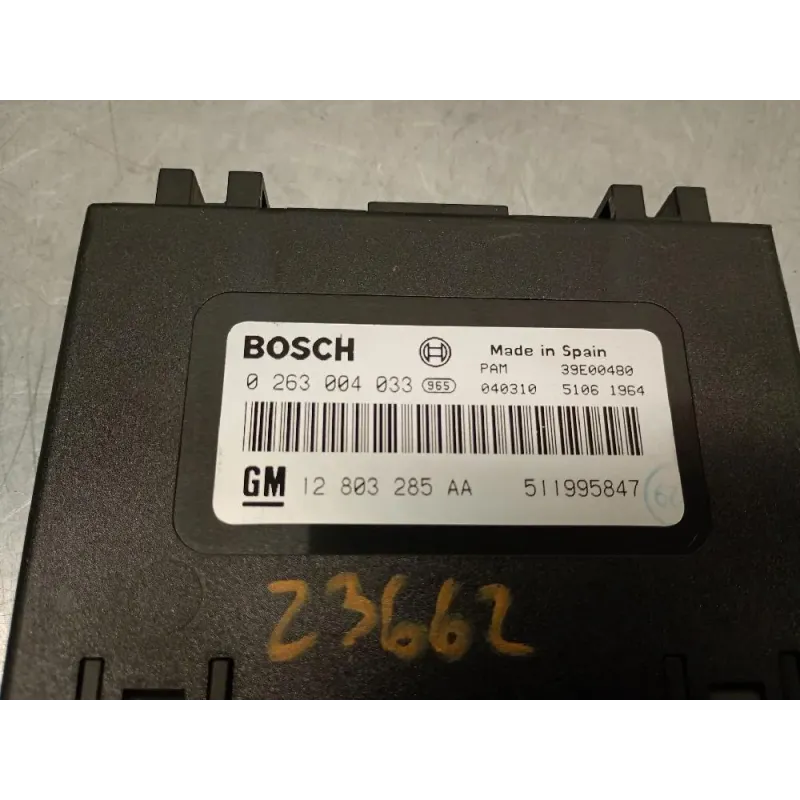 BOSCH Made in Spain
PAM 39E00480
0 263 004 033 965 040310 5106 1964
GM 12 803 285 AA 511995847
23662